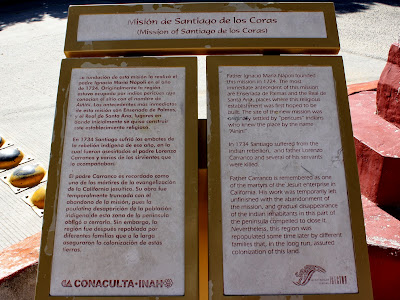 Misión de Santiago de los Coras
(Mission of Santiago de los Coras)
La fundación de esta misión la realizó el
padre Ignacio María Nápoli en el año
de 1724. Originalmente la región
estaba ocupada por indios pericúes que
conocían el sitio con el nombre de
Aiñiní. Los antecedentes más inmediatos
de esta misión son Ensenada de Palmas,
y el Real de Santa Ana, lugares en
donde inicialmente se quiso construir
este establecimiento religioso.
En 1734 Santiago sufrió los embates de
la rebelión indígena de ese año, en la
cual fueron sacrificados el padre Lorenzo
Carranco y varios de los sirvientes que
lo acompañaban.
El padre Carranco es recordado como
uno de los mártires de la evangelización
de la California jesuítica. Su obra fue
temporalmente truncada con el
abandono de la misión, pues la
paulatina desaparición de la población
indígena de esta zona de la península
obligó a cerrarla. Sin embargo, la
región fue después repoblada por
diferentes familias que a la larga
aseguraron la colonización de estas
tierras.
CONACULTA·INAH
Padre Ignacio María Nápoli founded
this mission in 1724. The most
immediate antecedent of this mission
are Ensenada de Palmas and the Real de
Santa Ana, places where this religious
establishment was first hoped to be
built. The site of the new mission was
originally settled by "pericúes" indians
who knew the place by the name
"Aiñiní"
In 1734 Santiago suffered from the
indian rebellion, and father Lorenzo
Carranco and several of his servants
were killed.
Father Carranco is remembered as one
of the martyrs of the Jesuit enterprise in
California. His work was temporarily left
unfinished with the abandonment of
the mission, and gradual disappearance
of the indian inhabitants in this part of
the peninsula compelled to close it.
Nevertheless, this region was
repopulated some time later by different
families that, in the long run, assured
colonization of this land.